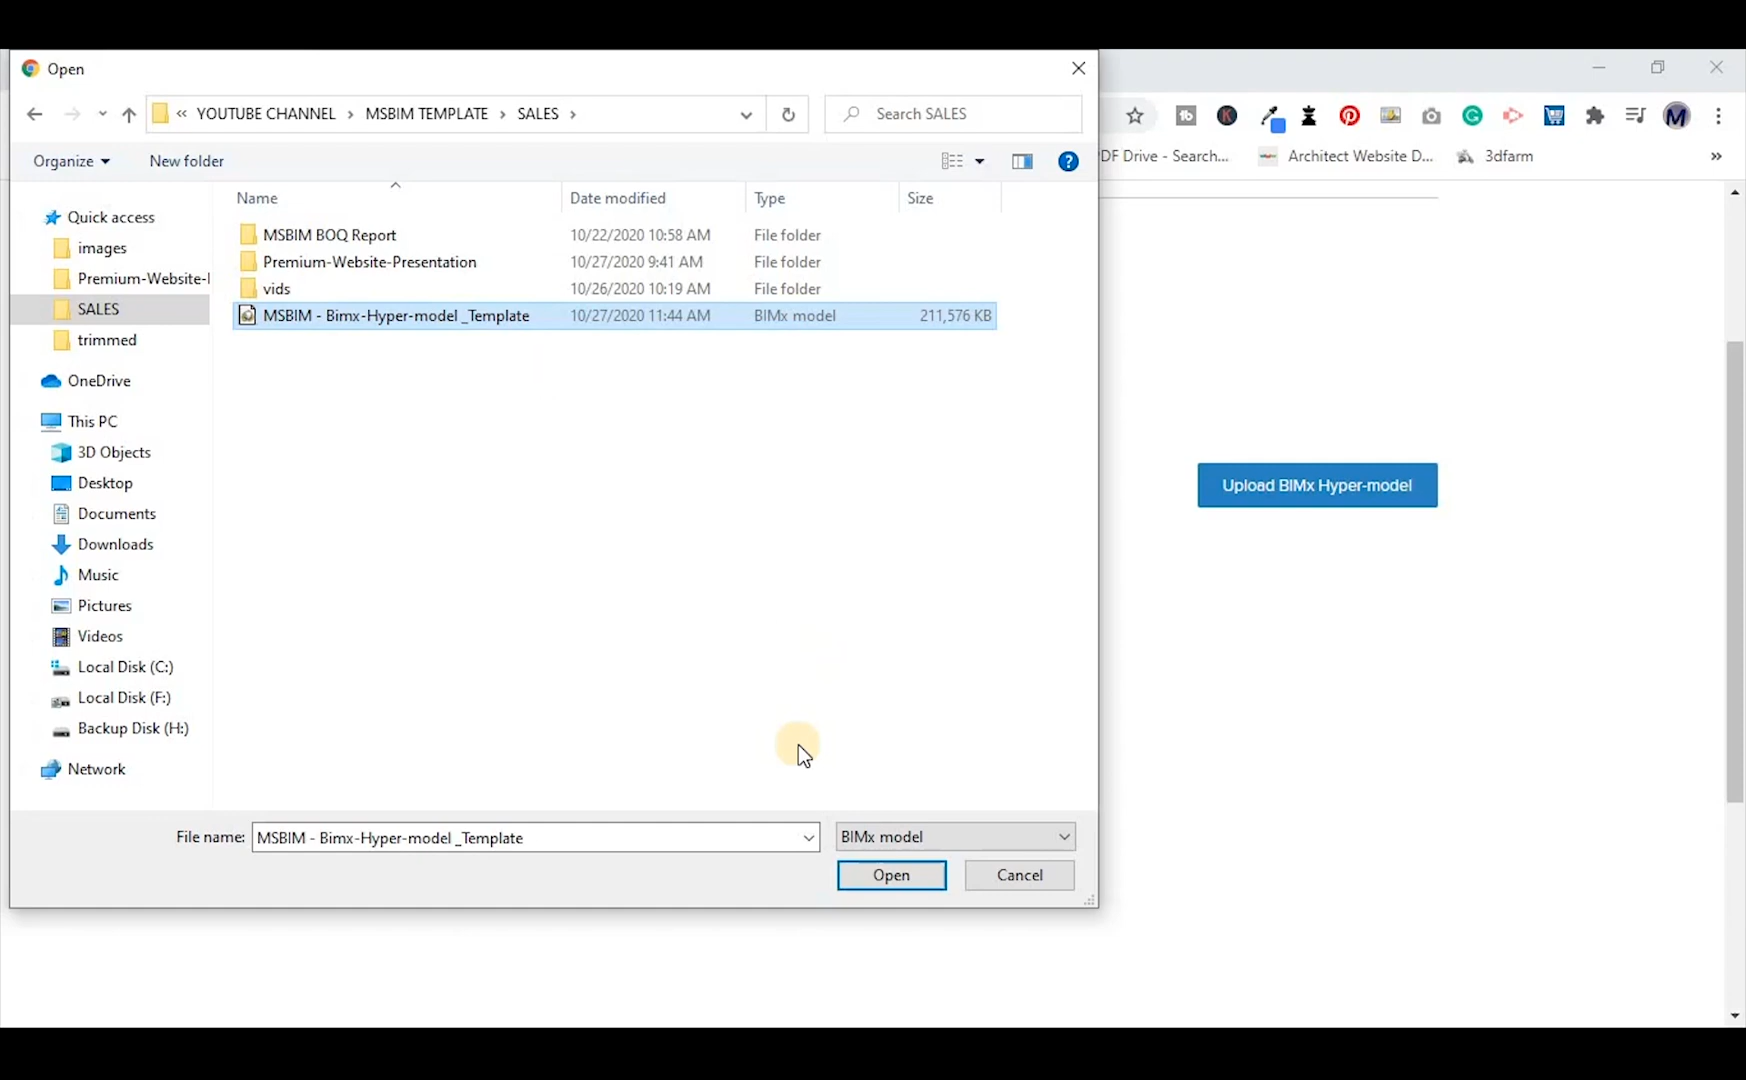 Open
« YOUTUBE CHANNEL › MSBIM TEMPLATE › SALES ›
Search SALES
Organize
New folder
Name Date modified Type Size
Quick access
images
Premium-Website-
SALES
trimmed
OneDrive
This PC
3D Objects
Desktop
Documents
Downloads
Music
Pictures
Videos
Local Disk (C:)
Local Disk (F:)
Backup Disk (H:)
Network
MSBIM BOQ Report 10/22/2020 10:58 AM File folder
Premium-Website-Presentation 10/27/2020 9:41 AM File folder
vids 10/26/2020 10:19 AM File folder
MSBIM - Bimx-Hyper-model _Template 10/27/2020 11:44 AM BIMx model 211,576 KB
File name: MSBIM - Bimx-Hyper-model _Template
BIMx model
Open
Cancel
tb
K
G
M
DF Drive - Search...
Architect Website D...
3dfarm
»
Upload BIMx Hyper-model